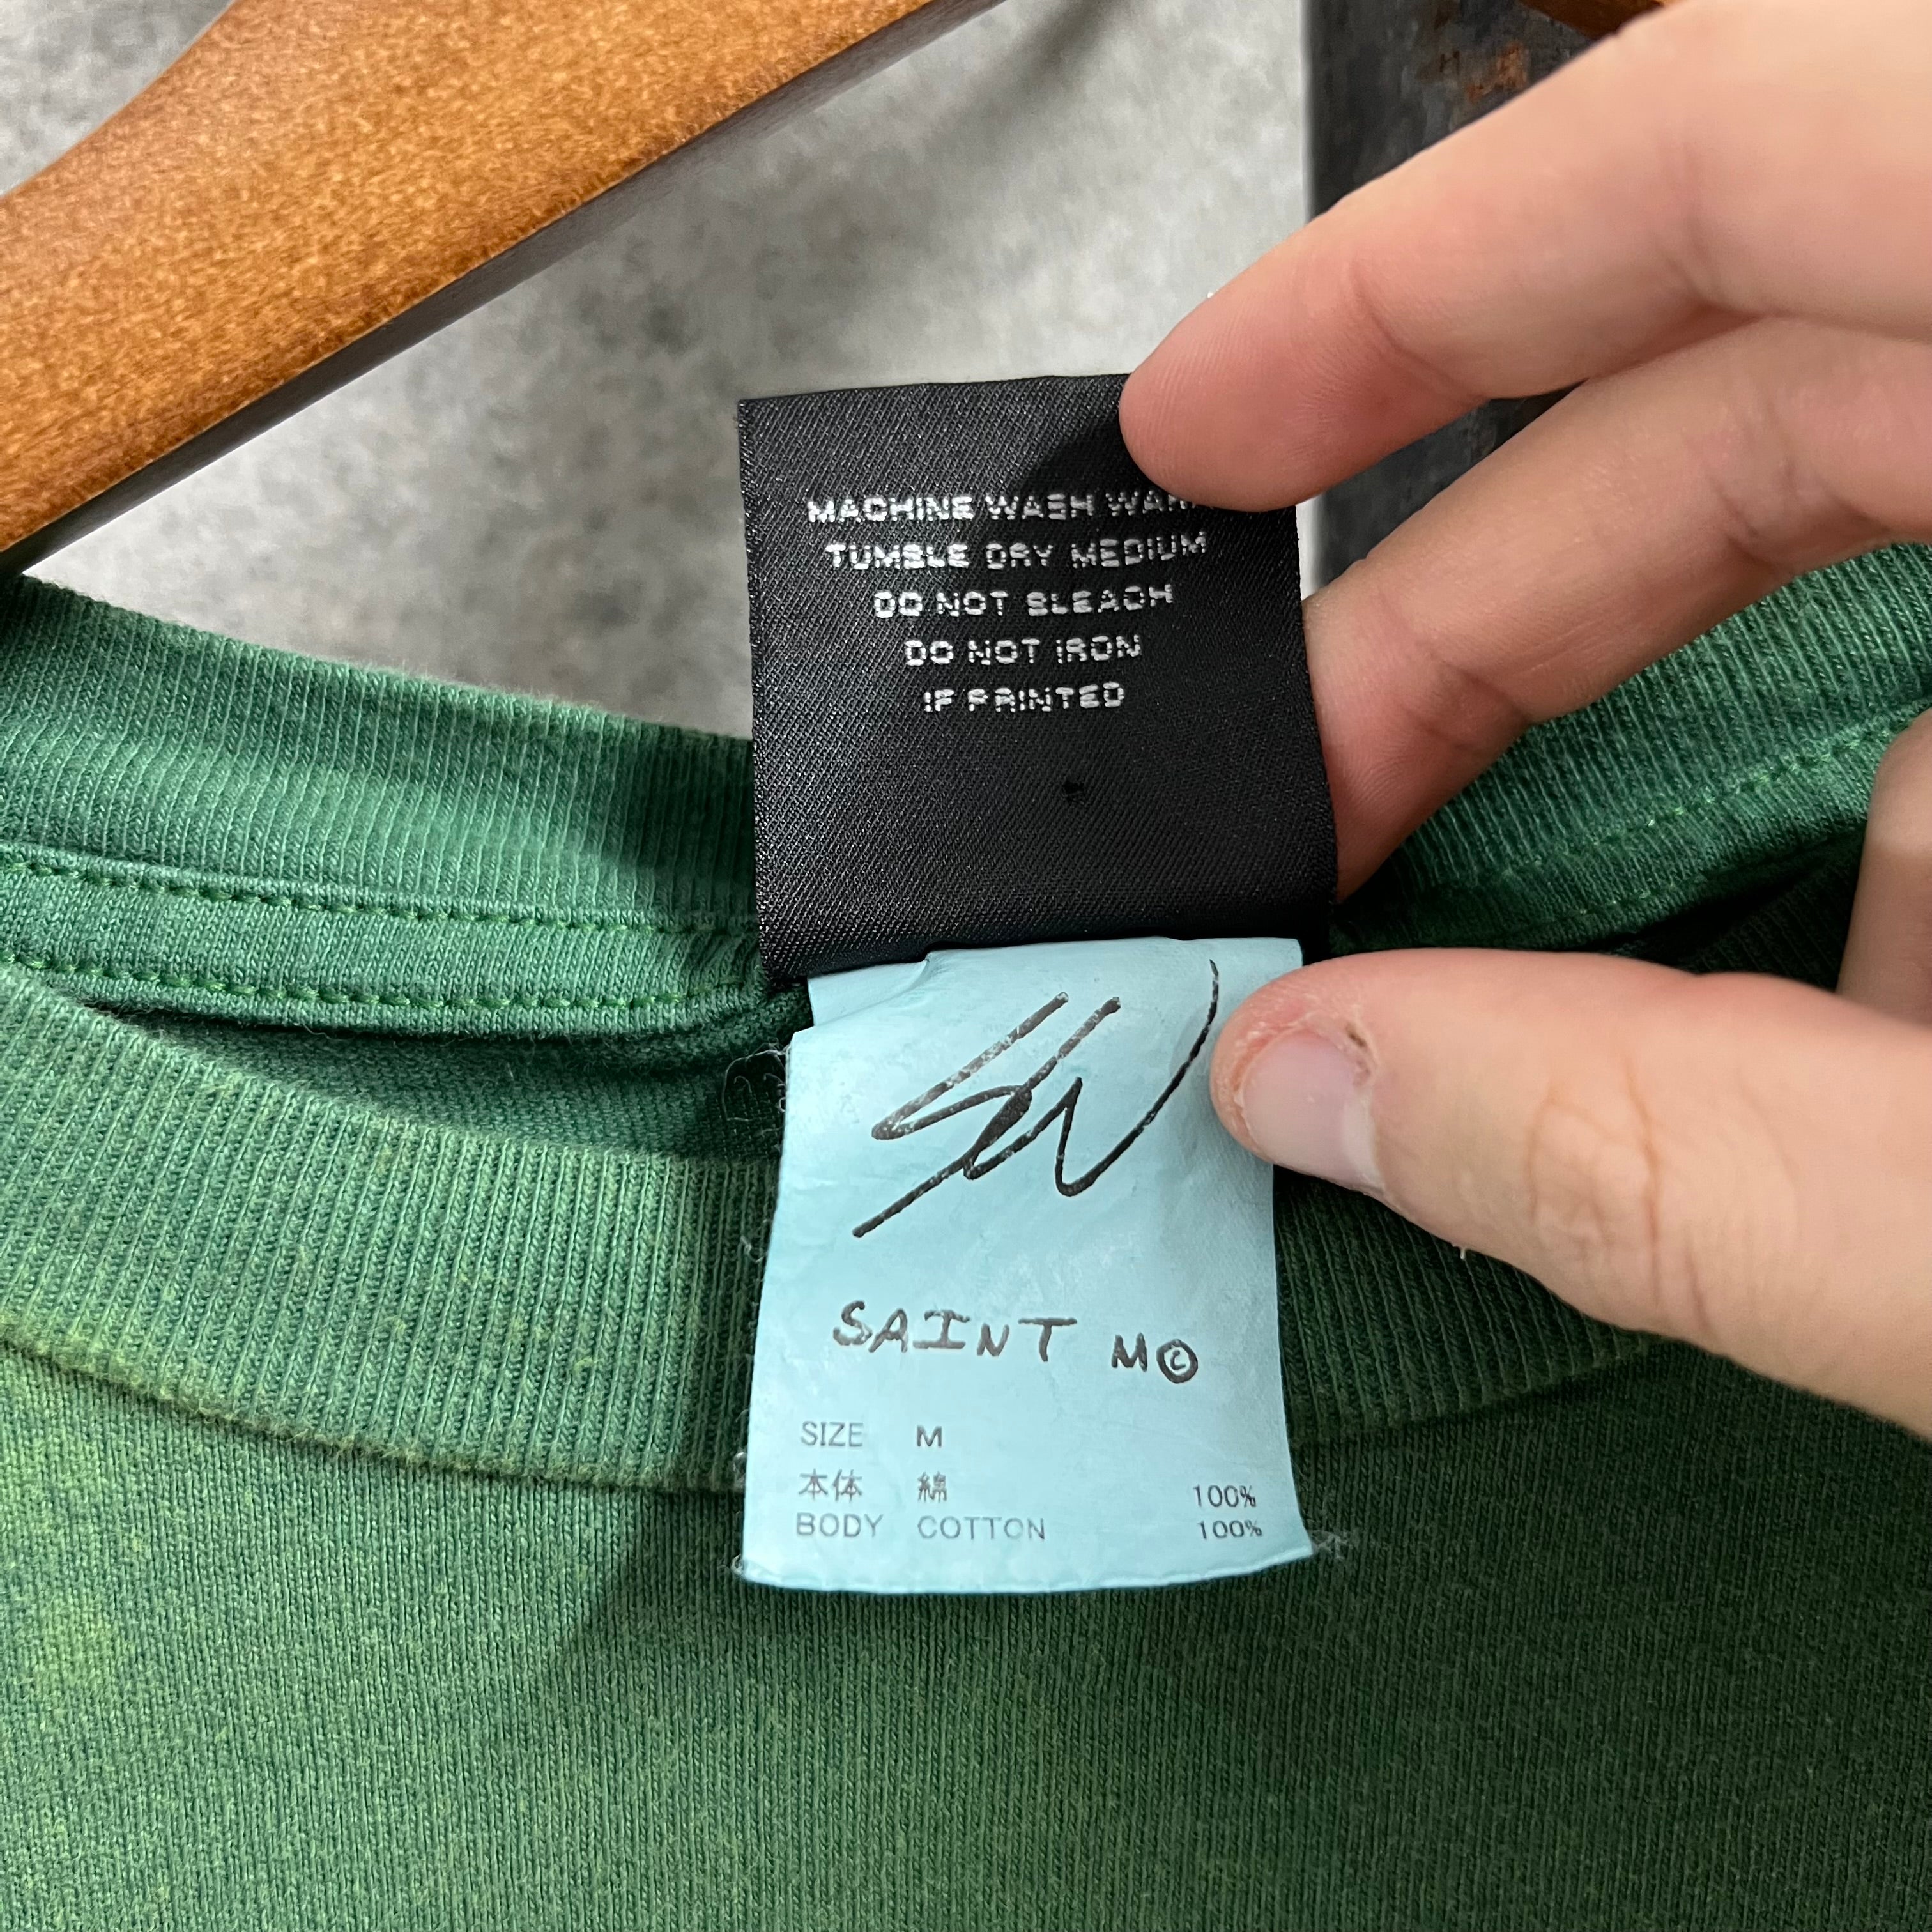 MACHINE WASH
TUMBLE DRY MEDIUM
DO NOT BLEACH
DO NOT IRON
IF PRINTED
SAINT M©
SIZE M
本体 綿 100%
BODY COTTON 100%